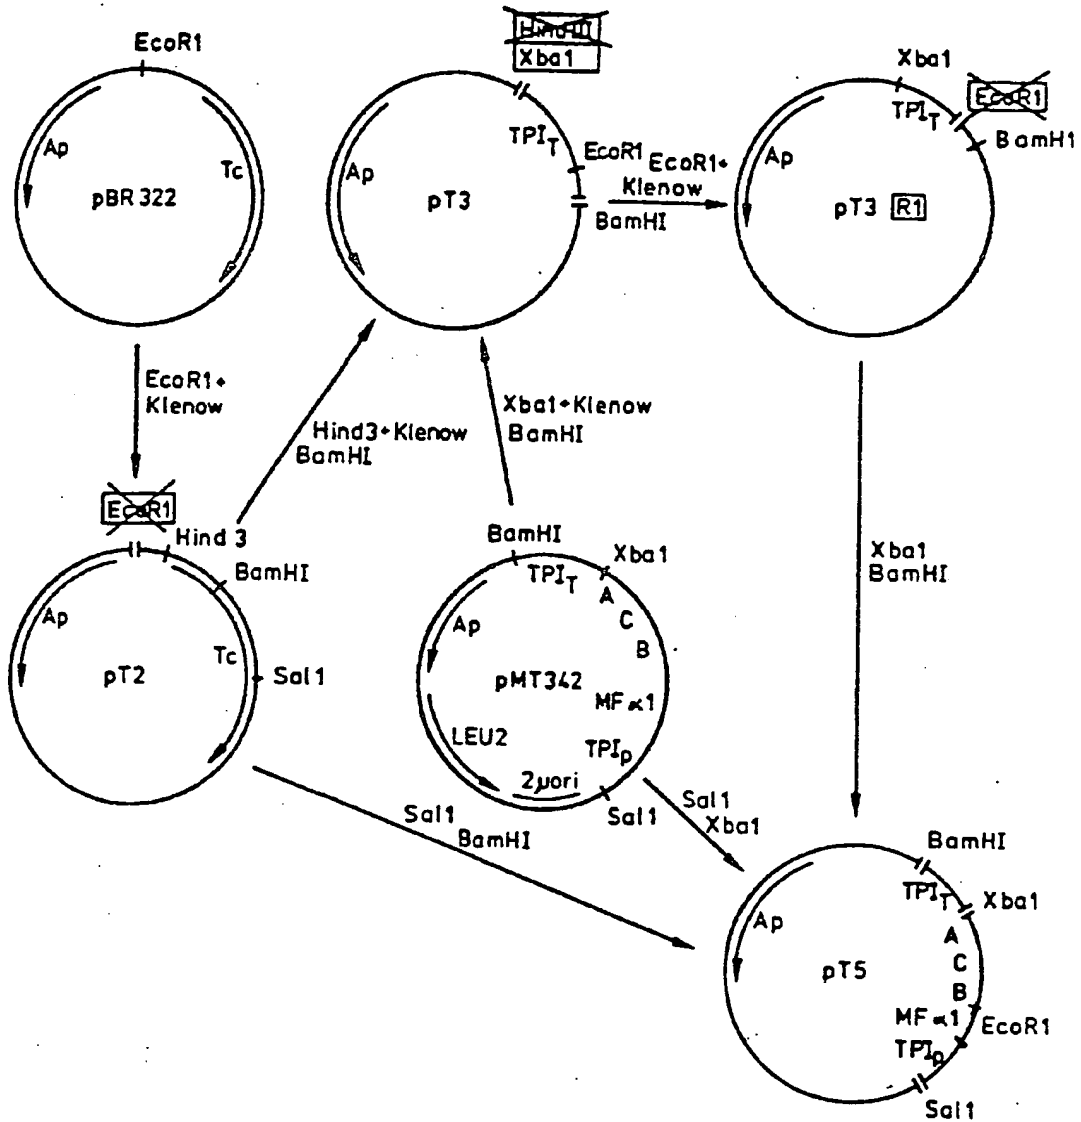 EcoR1
Ap
Tc
pBR 322
EcoR1+
Klenow
HindIII
Xba1
TPIT
EcoR1
Ap
pT3
BamHI
EcoR1+
Klenow
Xba1
EcoR1
TPIT
BamH1
Ap
pT3 R1
Hind3+Klenow
BamHI
Xba1+Klenow
BamHI
Xba1
BamHI
EcoR1
Hind 3
BamHI
Ap
Tc
pT2
Sal1
BamHI
Xba1
TPIT
A
C
B
Ap
pMT342
MFα1
LEU2
TPIp
2μori
Sal1
Sal1
BamHI
Sal1
Xba1
BamHI
TPIT
Xba1
Ap
A
C
B
pT5
MFα1
EcoR1
TPIp
Sal1